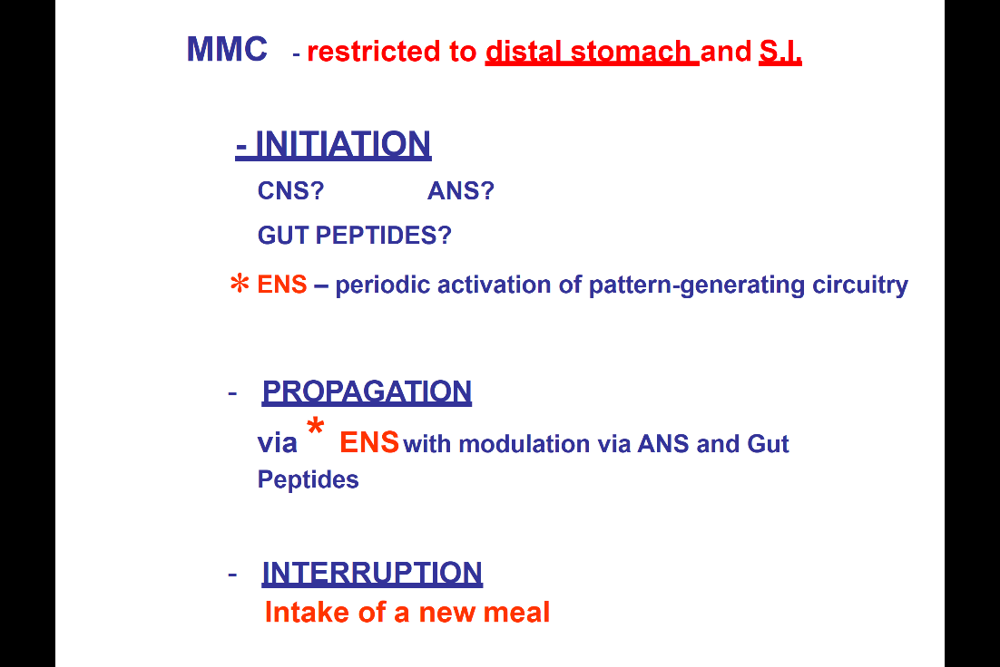 MMC - restricted to distal stomach and S.I.
- INITIATION
CNS? ANS?
GUT PEPTIDES?
* ENS – periodic activation of pattern-generating circuitry
- PROPAGATION
via * ENS with modulation via ANS and Gut
Peptides
- INTERRUPTION
Intake of a new meal